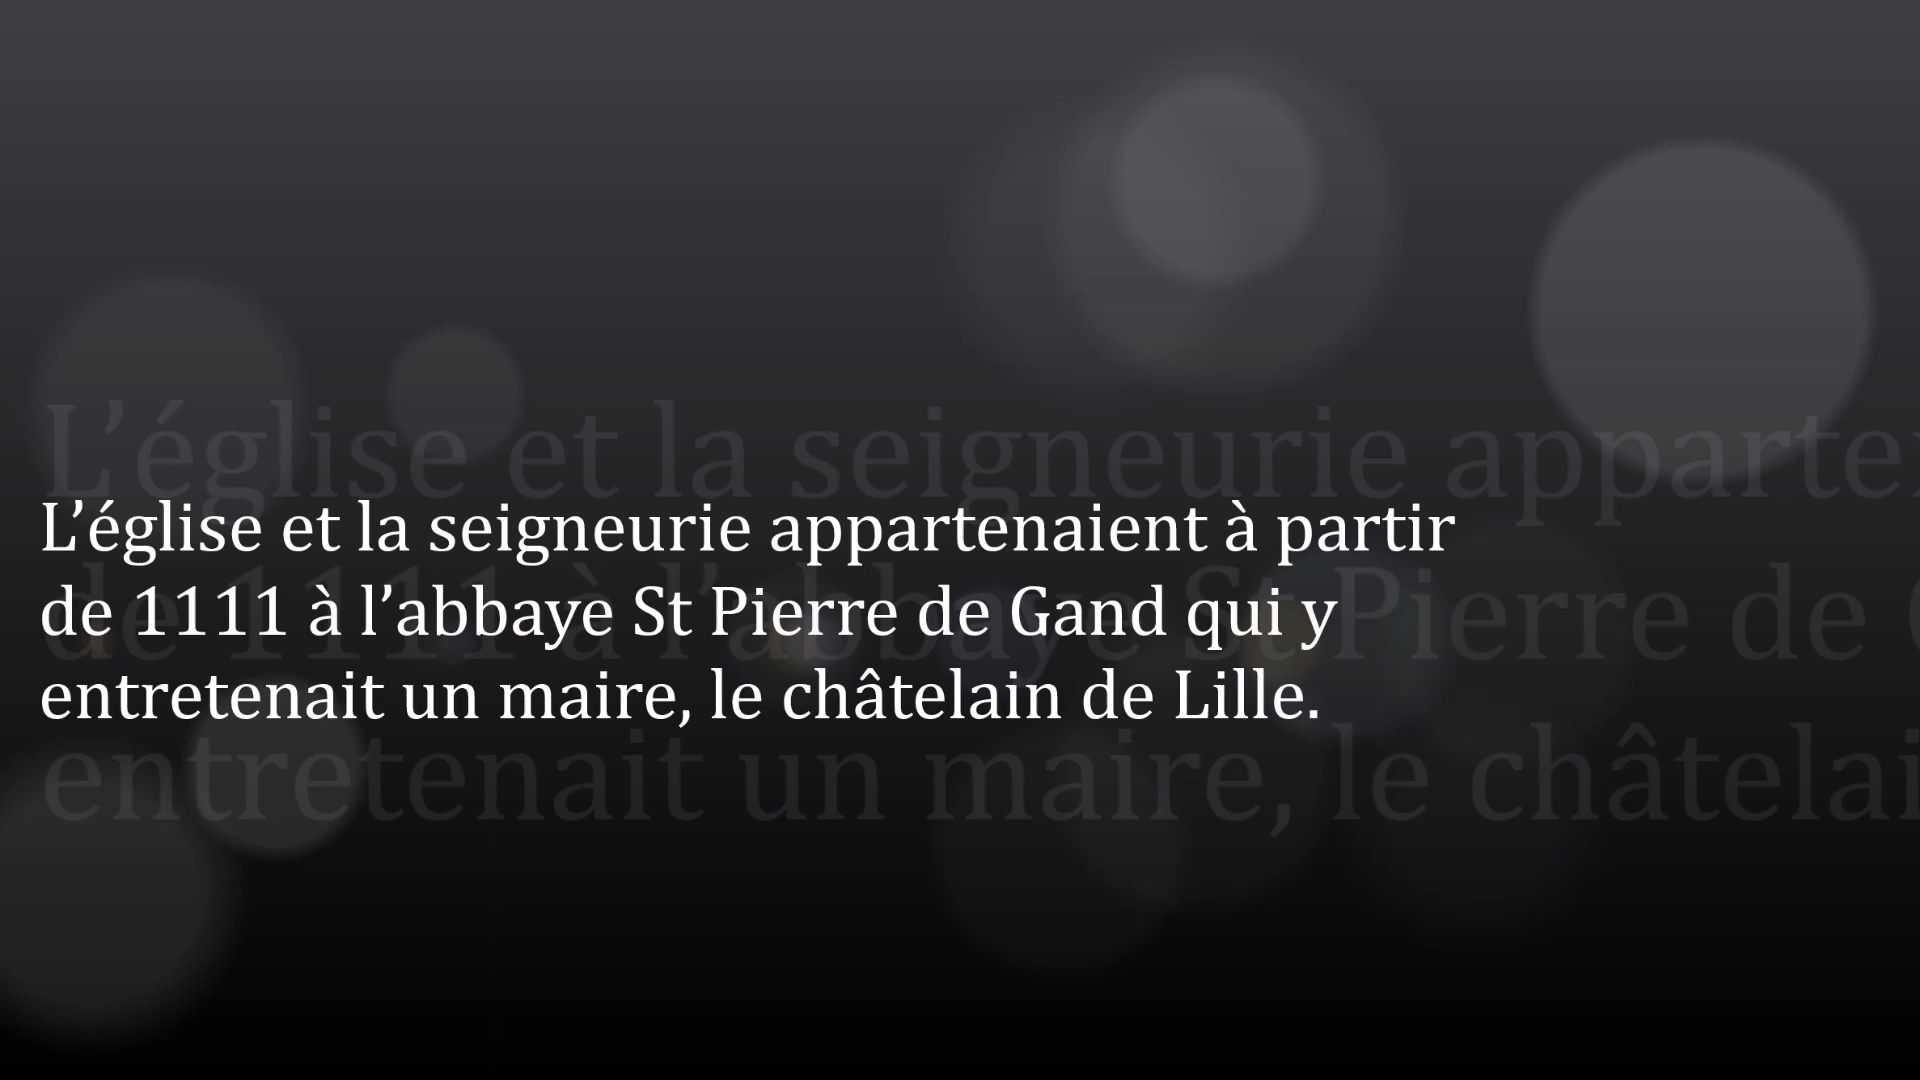 L’église et la seigneurie appartenaient à partir
de 1111 à l’abbaye St Pierre de Gand qui y
entretenait un maire, le châtelain de Lille.